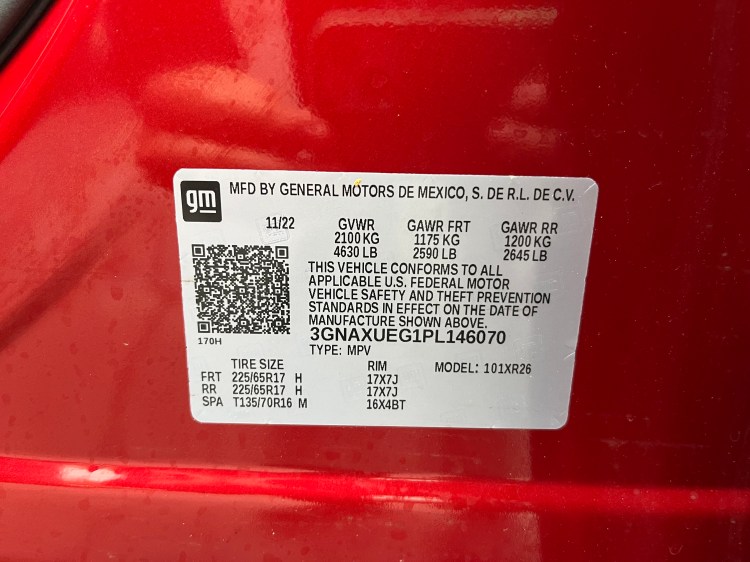 gm
MFD BY GENERAL MOTORS DE MEXICO, S. DE R.L. DE C.V.
11/22 GVWR GAWR FRT GAWR RR
2100 KG 1175 KG 1200 KG
4630 LB 2590 LB 2645 LB
THIS VEHICLE CONFORMS TO ALL
APPLICABLE U.S. FEDERAL MOTOR
VEHICLE SAFETY AND THEFT PREVENTION
STANDARDS IN EFFECT ON THE DATE OF
MANUFACTURE SHOWN ABOVE.
170H
3GNAXUEG1PL146070
TYPE: MPV
TIRE SIZE RIM MODEL: 101XR26
FRT 225/65R17 H 17X7J
RR 225/65R17 H 17X7J
SPA T135/70R16 M 16X4BT